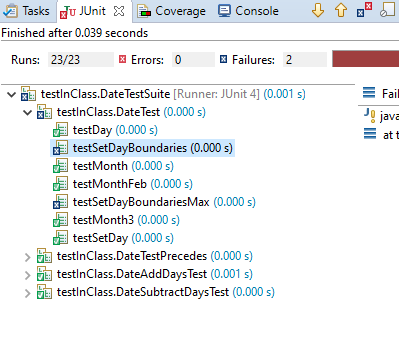 Tasks JUnit Coverage Console
Finished after 0.039 seconds
Runs: 23/23 Errors: 0 Failures: 2
testInClass.DateTestSuite [Runner: JUnit 4] (0.001 s)
Fai
testInClass.DateTest (0.000 s)
java
testDay (0.000 s)
at t
testSetDayBoundaries (0.000 s)
testMonth (0.000 s)
testMonthFeb (0.000 s)
testSetDayBoundariesMax (0.000 s)
testMonth3 (0.000 s)
testSetDay (0.000 s)
testInClass.DateTestPrecedes (0.000 s)
testInClass.DateAddDaysTest (0.001 s)
testInClass.DateSubtractDaysTest (0.000 s)